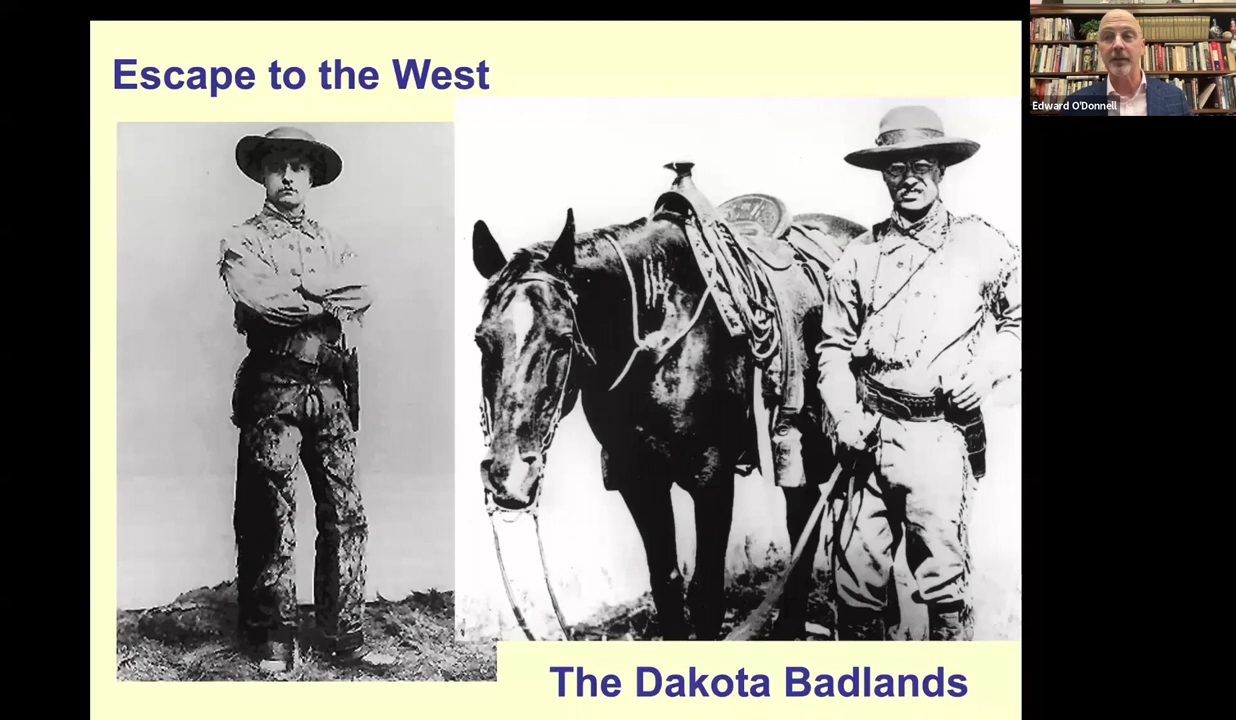 Escape to the West
Edward O'Donnell
The Dakota Badlands